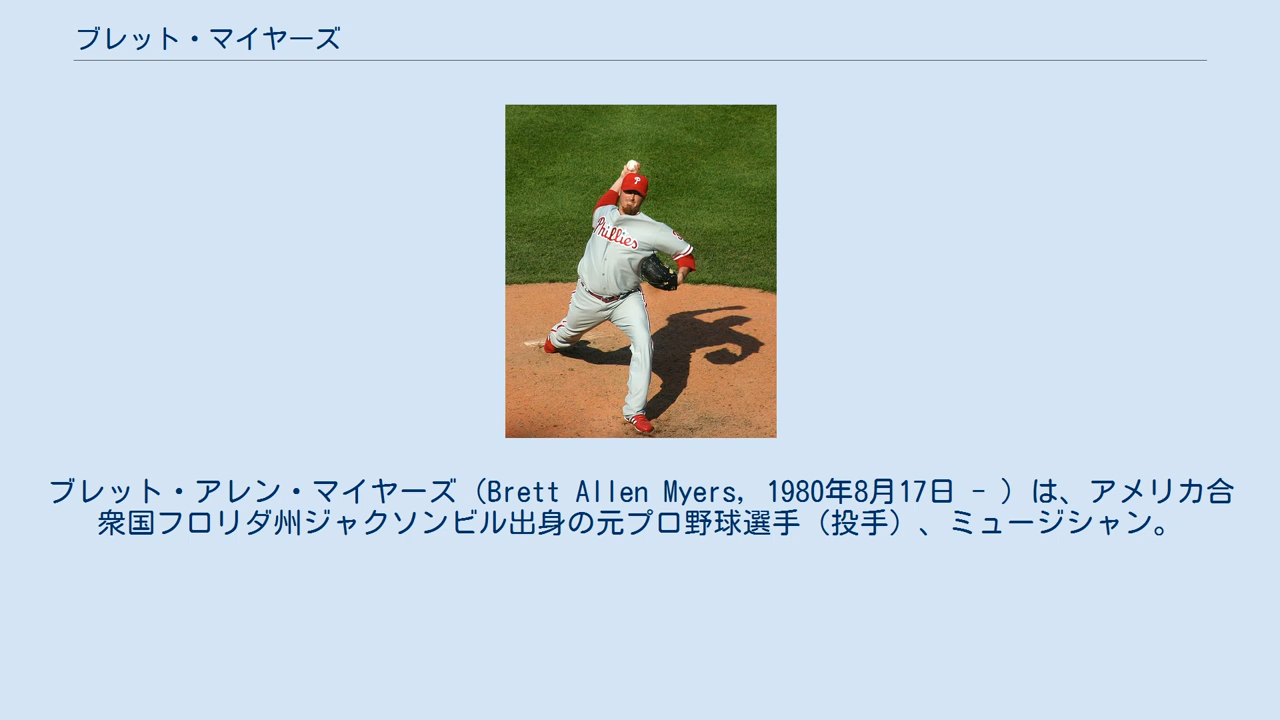 ブレット・マイヤーズ
P
Phillies
ブレット・アレン・マイヤーズ（Brett Allen Myers, 1980年8月17日 - ）は、アメリカ合
衆国フロリダ州ジャクソンビル出身の元プロ野球選手（投手）、ミュージシャン。